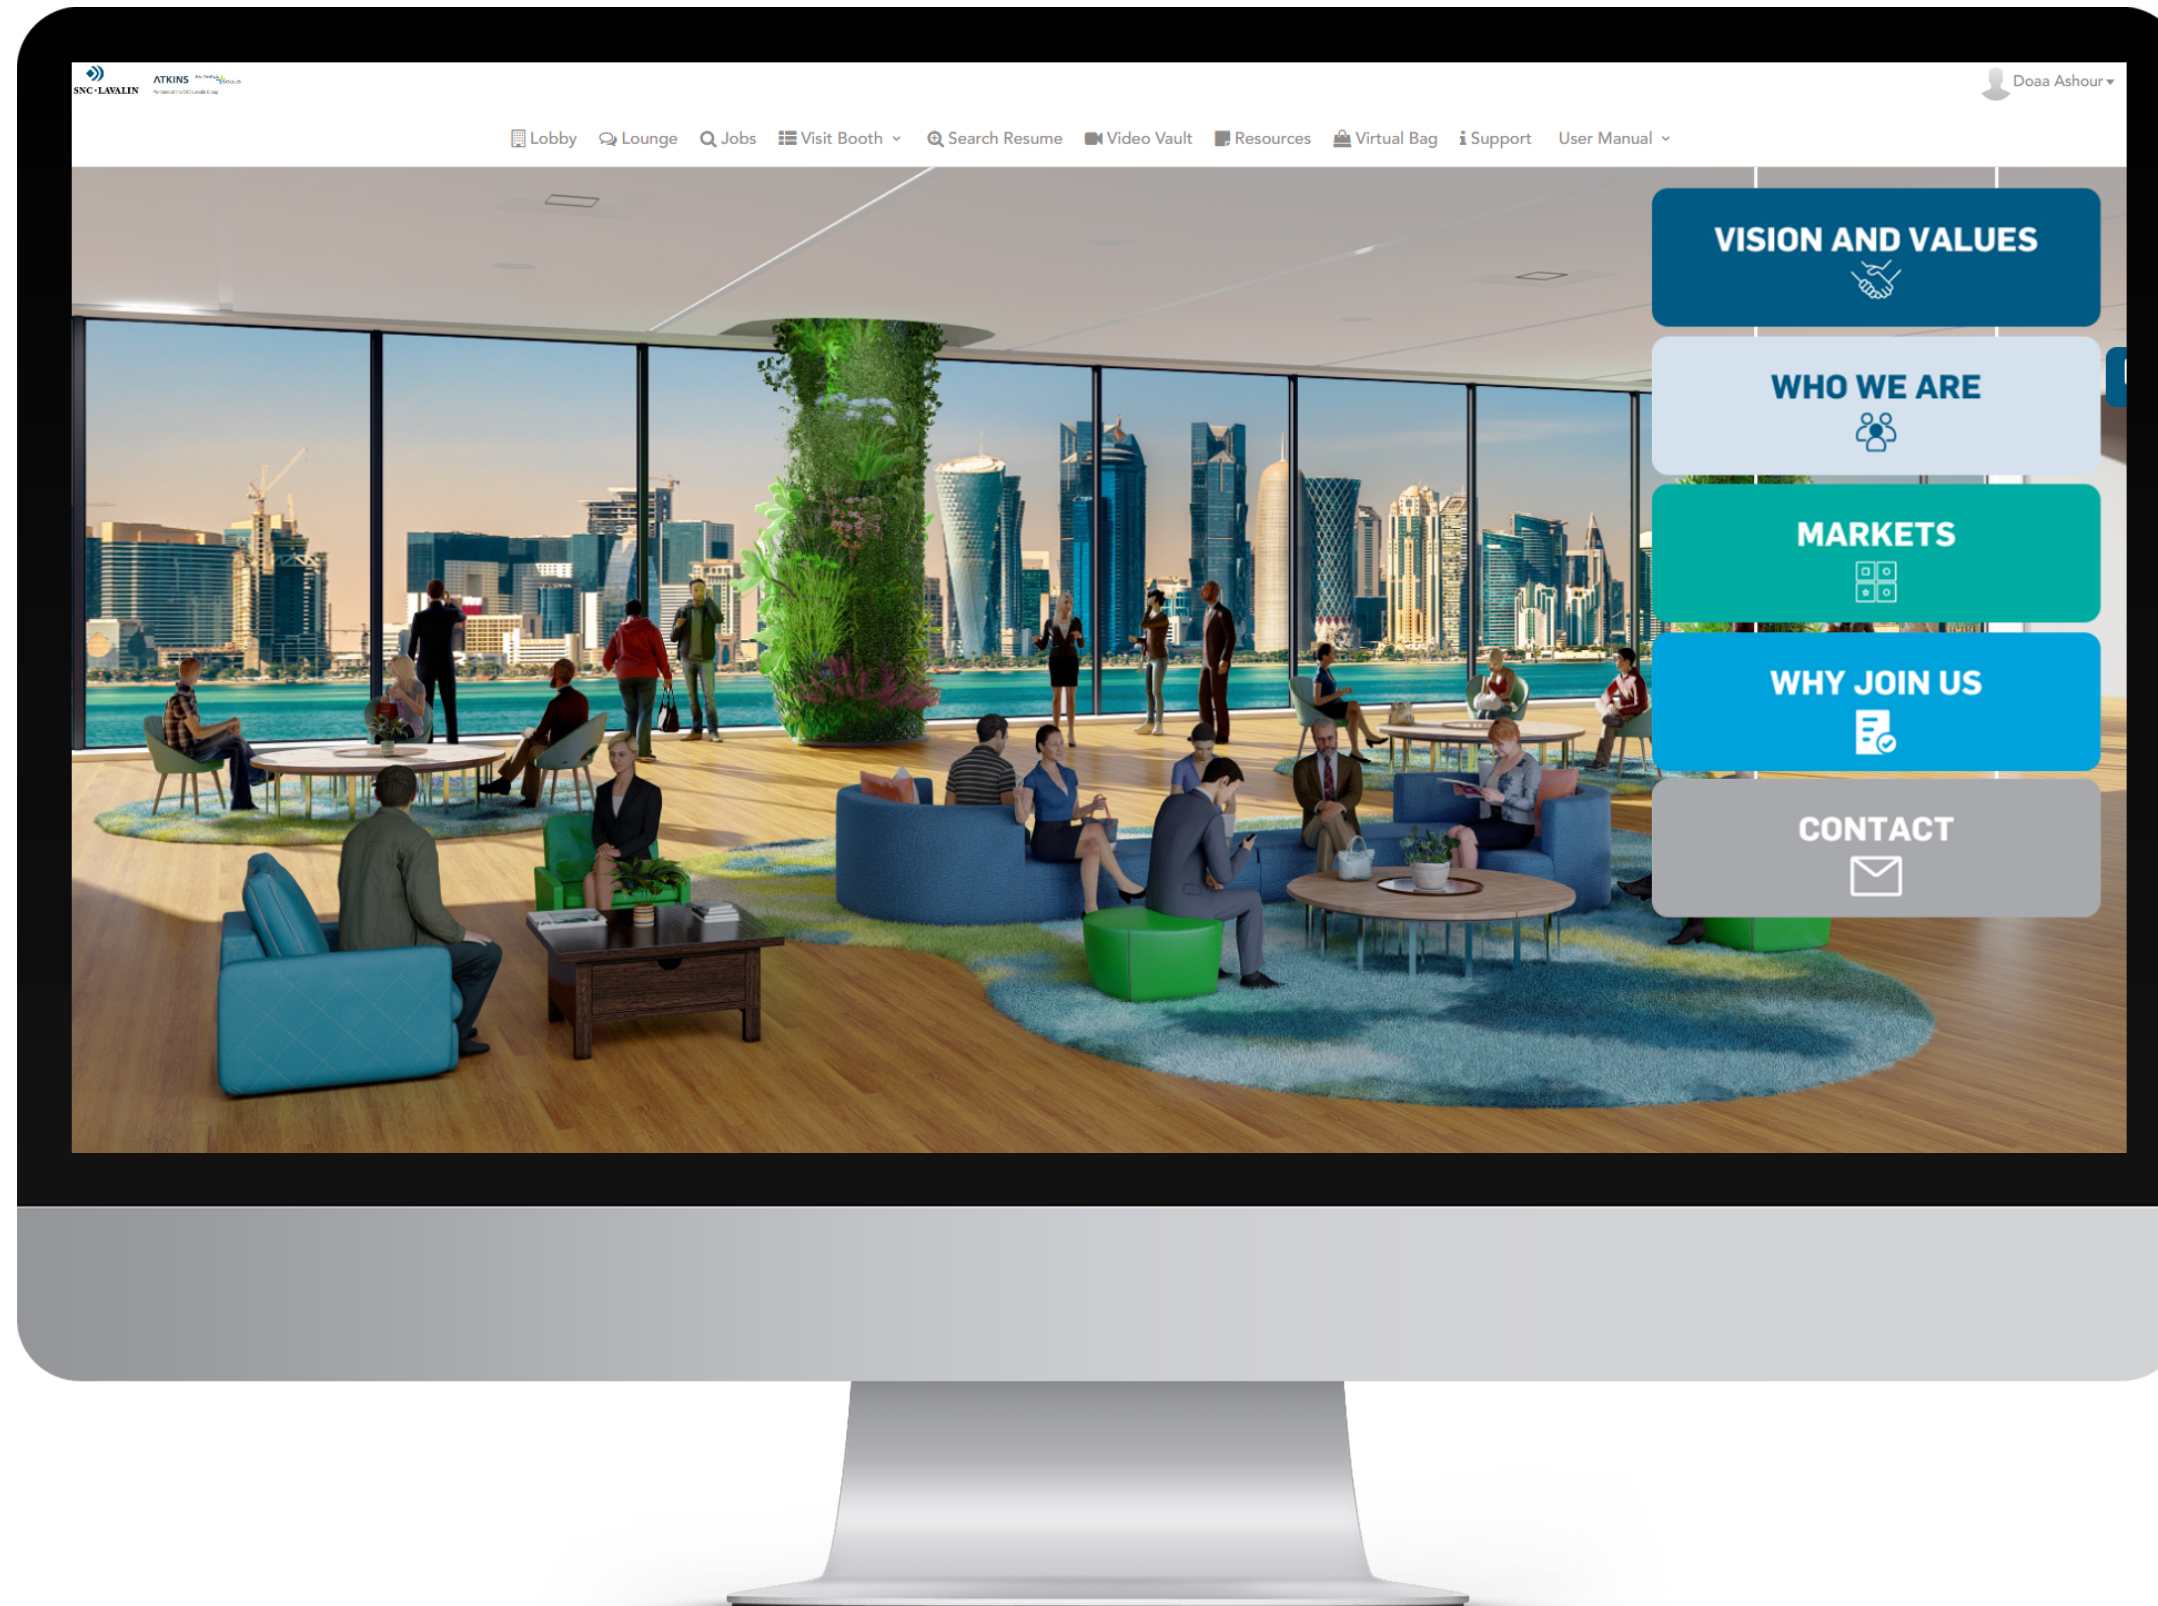 SNC • LAVALIN
ATKINS
Doaa Ashour
Lobby Lounge Jobs Visit Booth Search Resume Video Vault Resources Virtual Bag Support User Manual
VISION AND VALUES
WHO WE ARE
MARKETS
WHY JOIN US
CONTACT